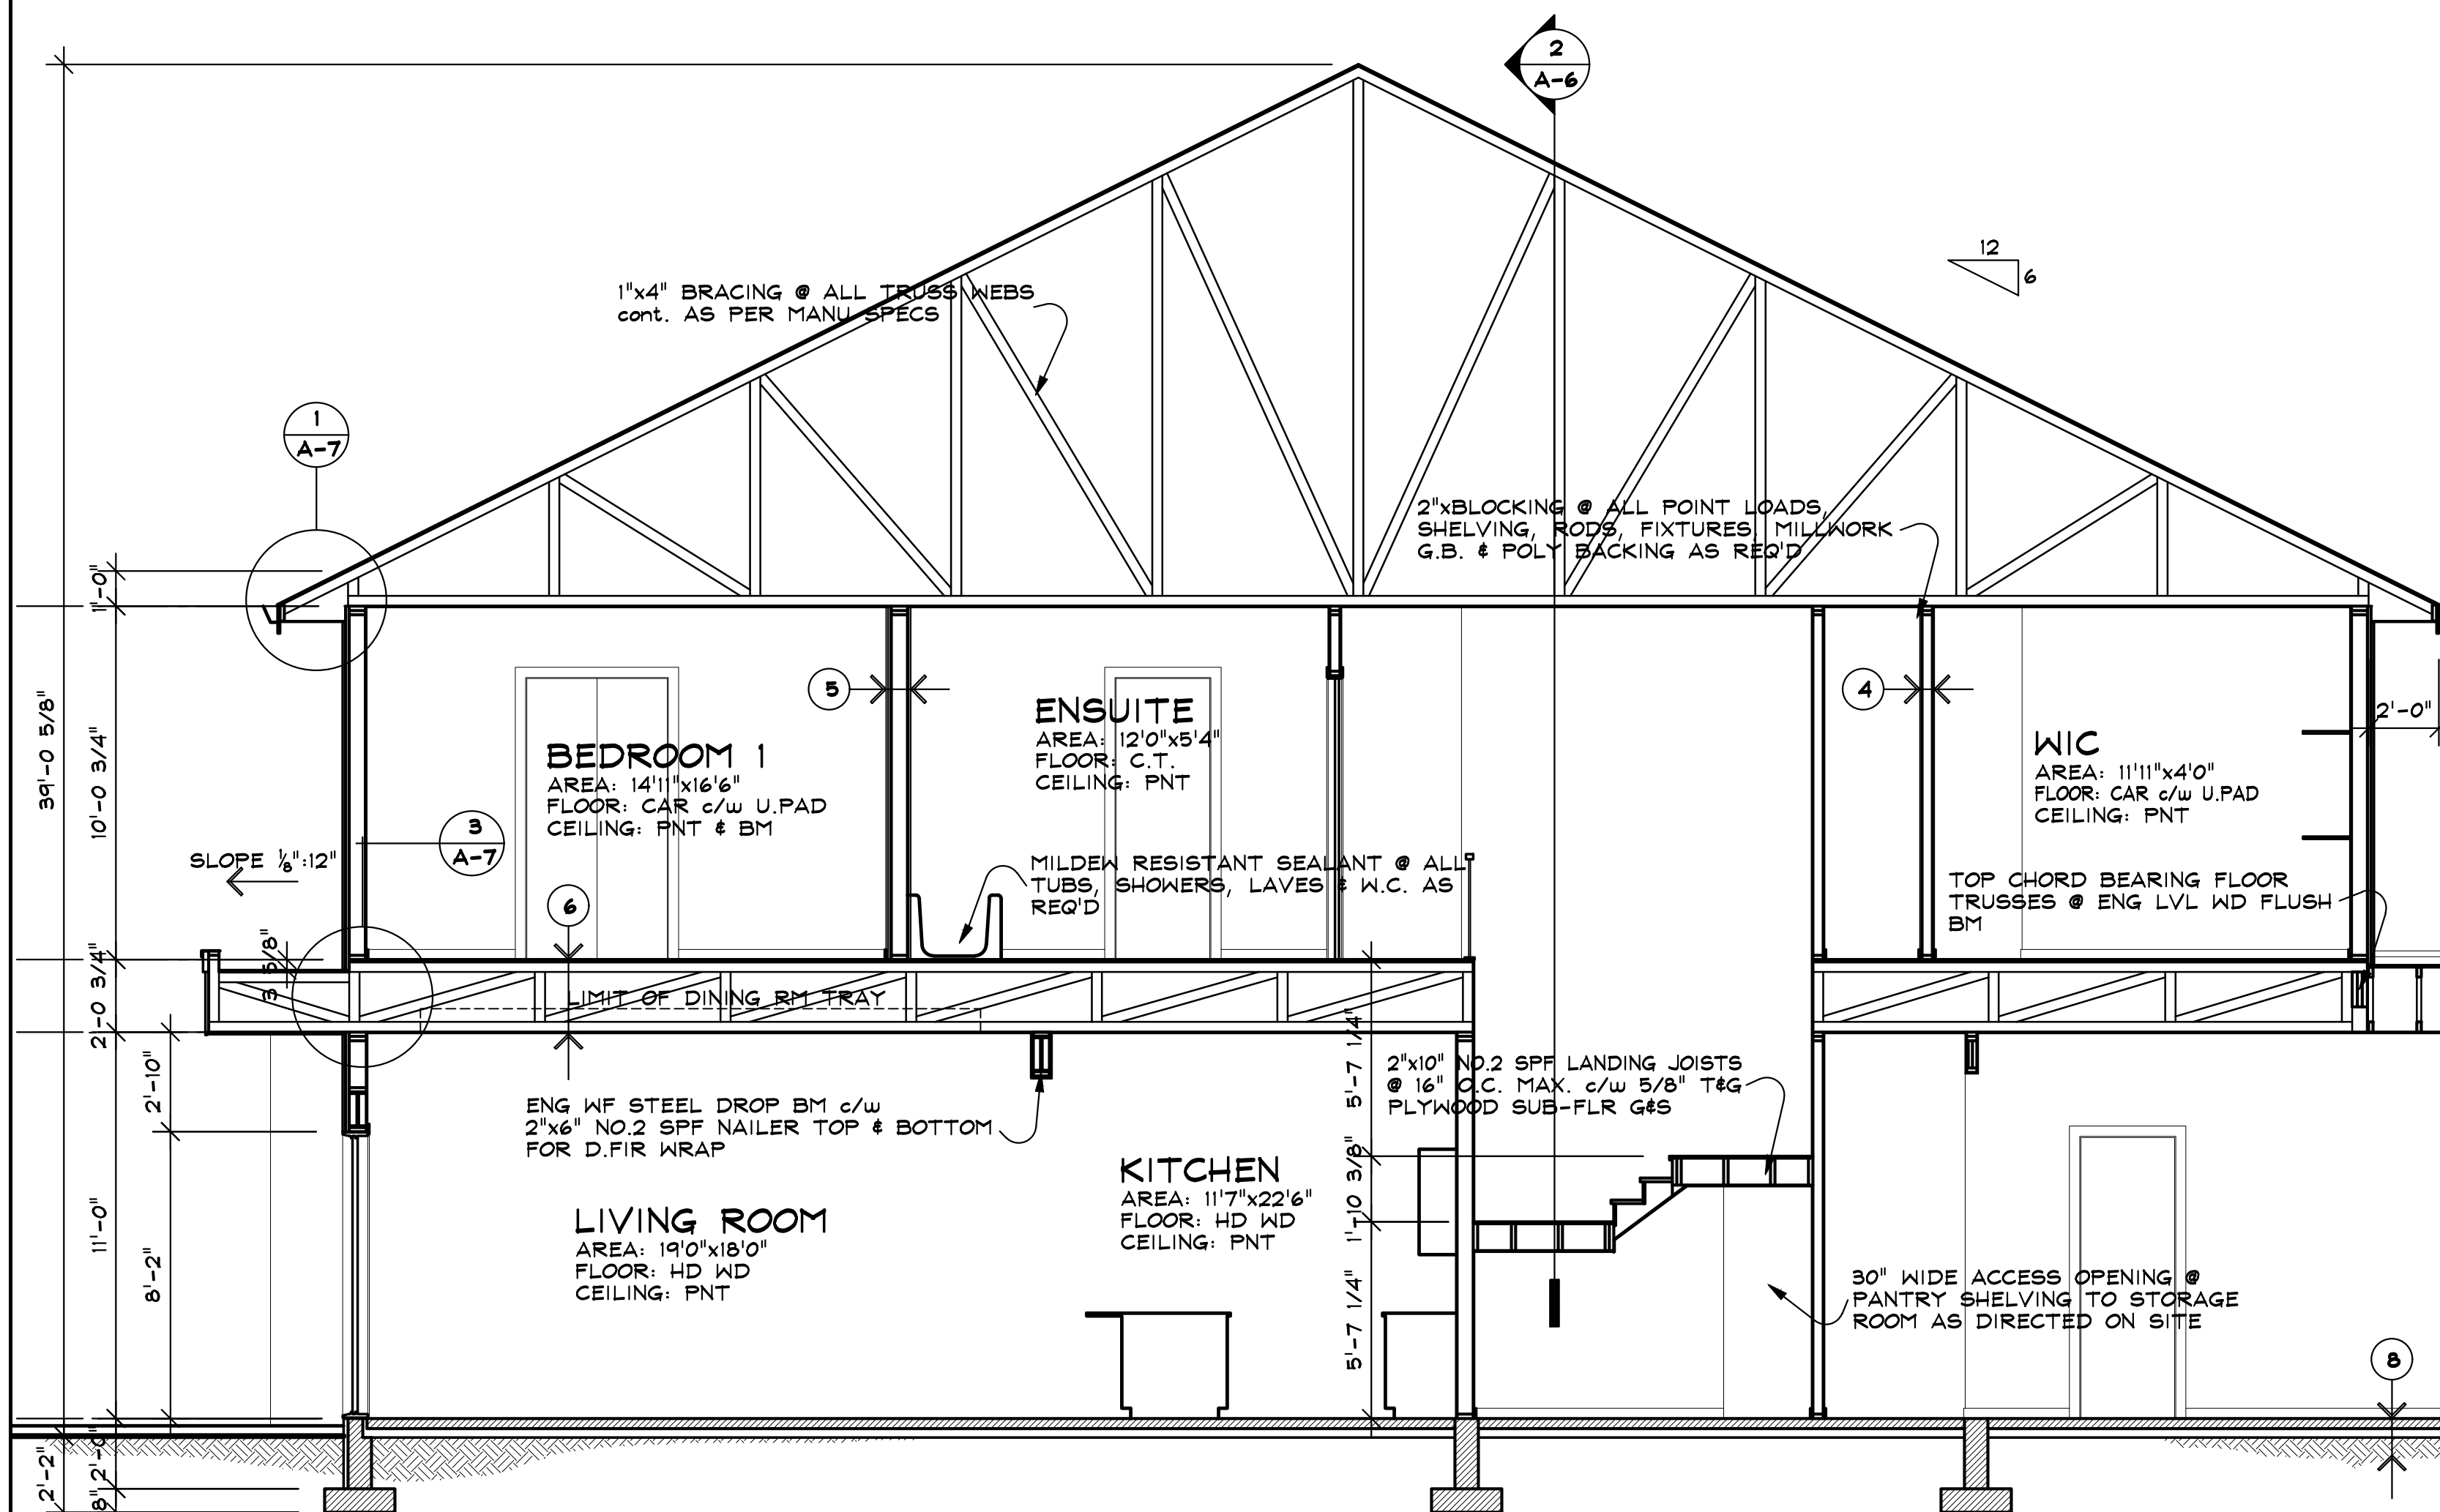 2
A-6
12
6
1"x4" BRACING @ ALL TRUSS WEBS
cont. AS PER MANU SPECS
1
A-7
2"xBLOCKING @ ALL POINT LOADS,
SHELVING, RODS, FIXTURES, MILLWORK
G.B. & POLY BACKING AS REQ'D
1'-0"
39'-0 5/8"
10'-0 3/4"
5
4
ENSUITE
AREA: 12'0"x5'4"
FLOOR: C.T.
CEILING: PNT
2'-0"
BEDROOM 1
AREA: 14'11"x16'6"
FLOOR: CAR c/w U.PAD
CEILING: PNT & BM
WIC
AREA: 11'11"x4'0"
FLOOR: CAR c/w U.PAD
CEILING: PNT
3
A-7
SLOPE ⅛":12"
MILDEW RESISTANT SEALANT @ ALL
TUBS, SHOWERS, LAVES & W.C. AS
REQ'D
6
TOP CHORD BEARING FLOOR
TRUSSES @ ENG LVL WD FLUSH
BM
3 5/8"
2'-0 3/4"
LIMIT OF DINING RM TRAY
2'-10"
5'-7 1/4"
2"x10" NO.2 SPF LANDING JOISTS
@ 16" O.C. MAX. c/w 5/8" T&G
PLYWOOD SUB-FLR G&S
ENG WF STEEL DROP BM c/w
2"x6" NO.2 SPF NAILER TOP & BOTTOM
FOR D.FIR WRAP
KITCHEN
AREA: 11'7"x22'6"
FLOOR: HD WD
CEILING: PNT
1'-10 3/8"
11'-0"
LIVING ROOM
AREA: 19'0"x18'0"
FLOOR: HD WD
CEILING: PNT
8'-2"
5'-7 1/4"
30" WIDE ACCESS OPENING @
PANTRY SHELVING TO STORAGE
ROOM AS DIRECTED ON SITE
8
2'-2"
2'-0"
8"